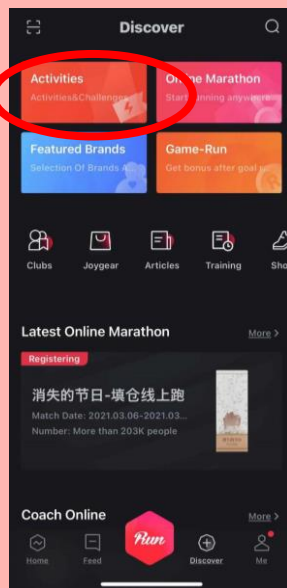 Discover
Activities
Activities&Challenges
Online Marathon
Start running anywhere
Featured Brands
Selection Of Brands A...
Game-Run
Get bonus after goal
Clubs
Joygear
Articles
Training
Sho
Latest Online Marathon
More >
Registering
消失的节日-填仓线上跑
Match Date: 2021.03.06-2021.03...
Number: More than 203K people
Coach Online
More >
Run
Home
Feed
Discover
Me